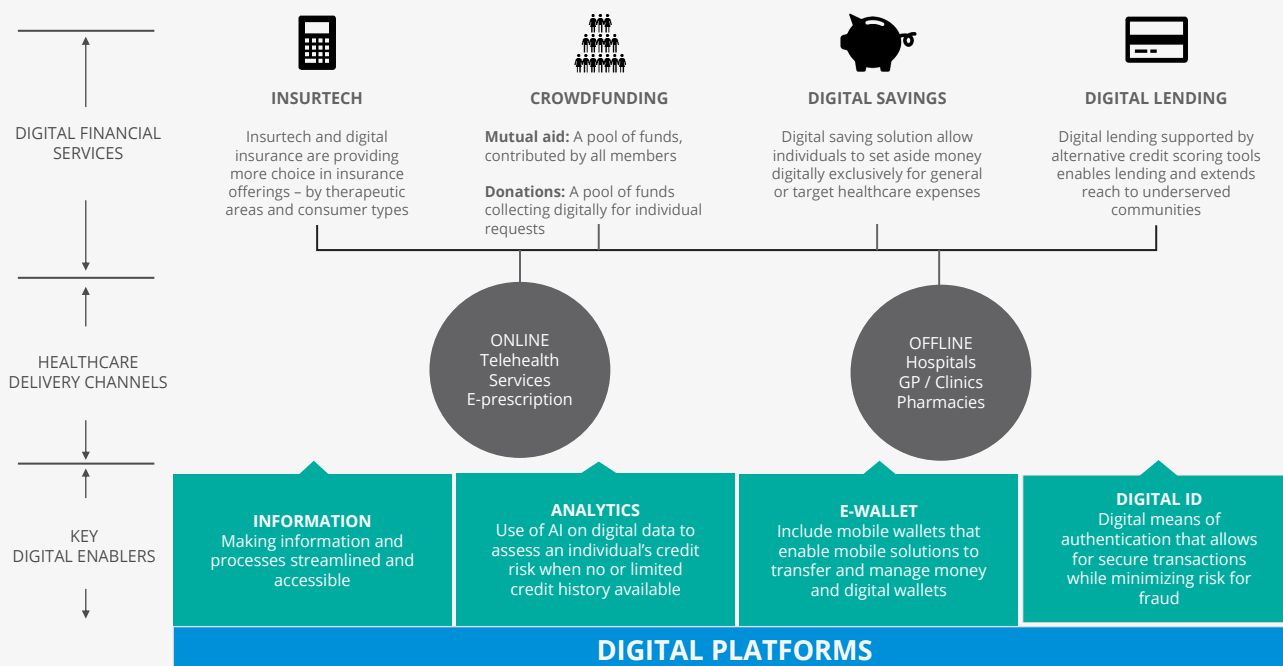 DIGITAL FINANCIAL
SERVICES
INSURTECH
Insurtech and digital
insurance are providing
more choice in insurance
offerings – by therapeutic
areas and consumer types
CROWDFUNDING
Mutual aid: A pool of funds,
contributed by all members
Donations: A pool of funds
collecting digitally for individual
requests
DIGITAL SAVINGS
Digital saving solution allow
individuals to set aside money
digitally exclusively for general
or target healthcare expenses
DIGITAL LENDING
Digital lending supported by
alternative credit scoring tools
enables lending and extends
reach to underserved
communities
HEALTHCARE
DELIVERY CHANNELS
ONLINE
Telehealth
Services
E-prescription
OFFLINE
Hospitals
GP / Clinics
Pharmacies
KEY
DIGITAL ENABLERS
INFORMATION
Making information and
processes streamlined and
accessible
ANALYTICS
Use of AI on digital data to
assess an individual’s credit
risk when no or limited
credit history available
E-WALLET
Include mobile wallets that
enable mobile solutions to
transfer and manage money
and digital wallets
DIGITAL ID
Digital means of
authentication that allows
for secure transactions
while minimizing risk for
fraud
DIGITAL PLATFORMS